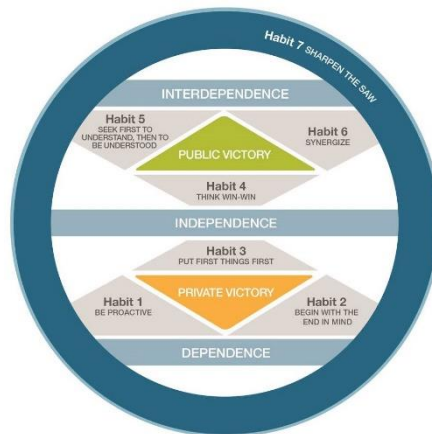 Habit 7 SHARPEN THE SAW
INTERDEPENDENCE
Habit 5
SEEK FIRST TO
UNDERSTAND, THEN TO
BE UNDERSTOOD
Habit 6
SYNERGIZE
PUBLIC VICTORY
Habit 4
THINK WIN-WIN
INDEPENDENCE
Habit 3
PUT FIRST THINGS FIRST
Habit 1
BE PROACTIVE
PRIVATE VICTORY
Habit 2
BEGIN WITH THE
END IN MIND
DEPENDENCE